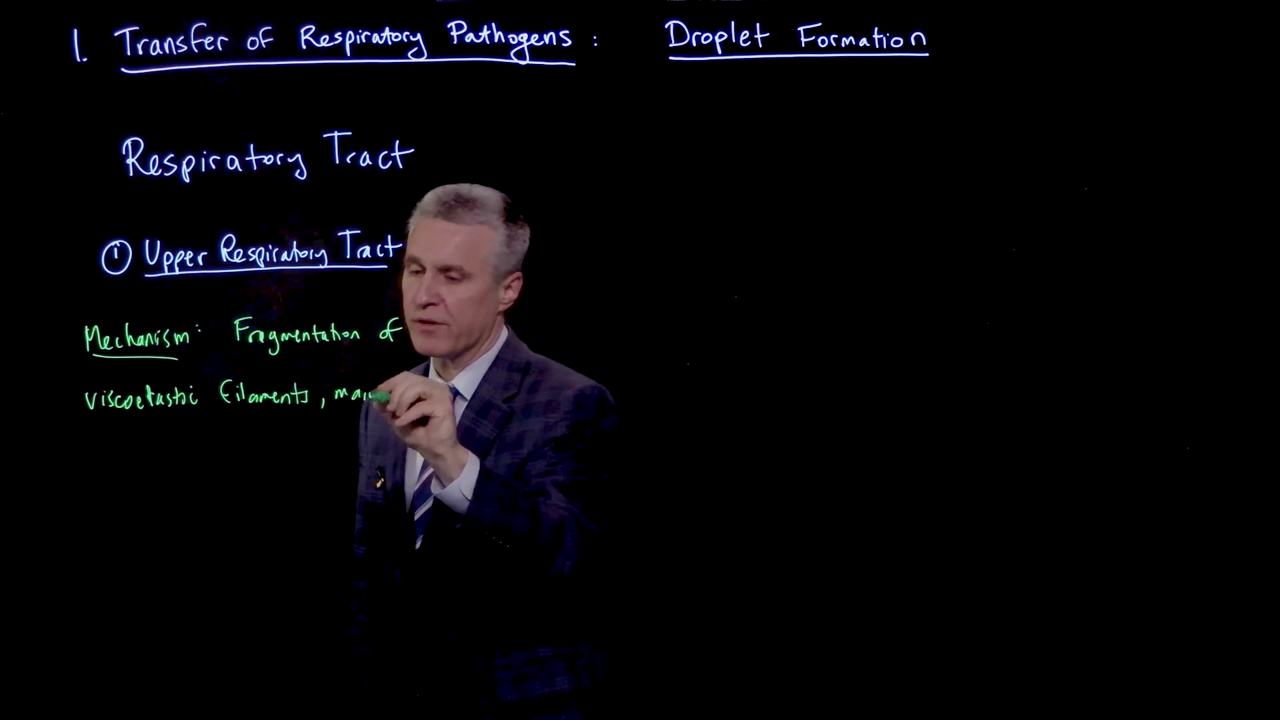 1. Transfer of Respiratory Pathogens : Droplet Formation
Respiratory Tract
① Upper Respiratory Tract
Mechanism: Fragmentation of
viscoelastic filaments,